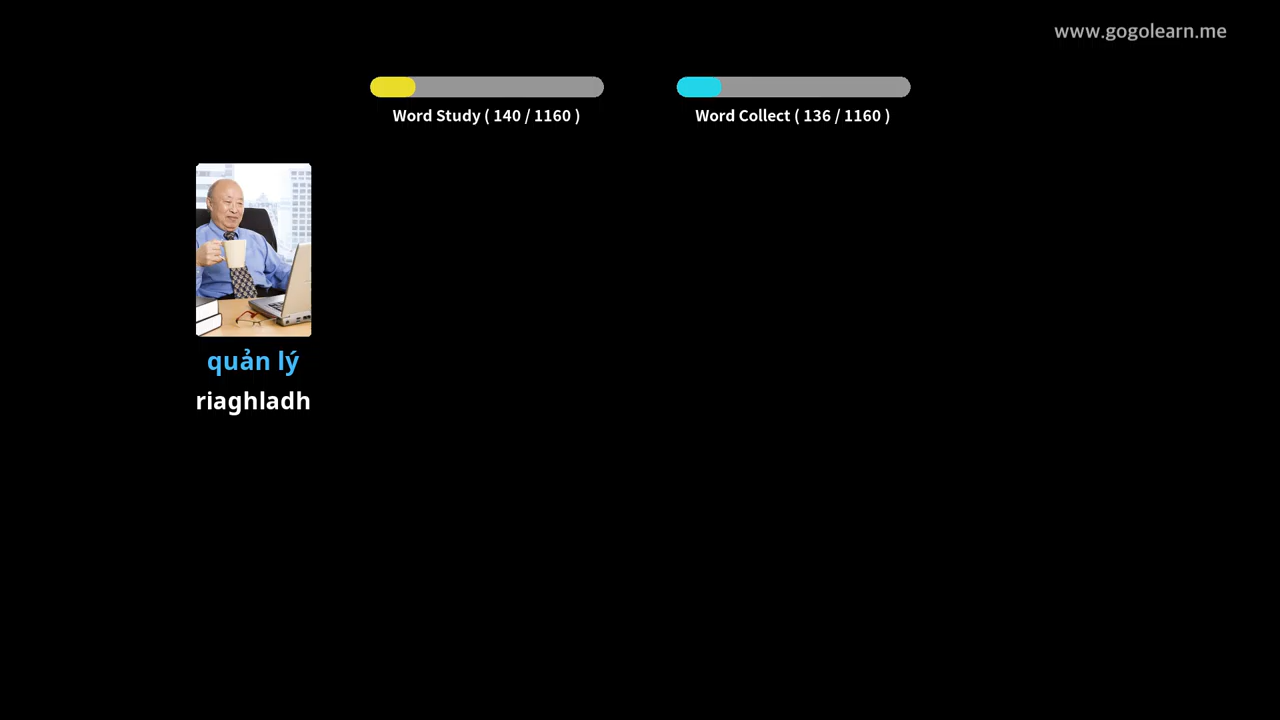 www.gogolearn.me
Word Study ( 140 / 1160 )
Word Collect ( 136 / 1160 )
quản lý
riaghladh